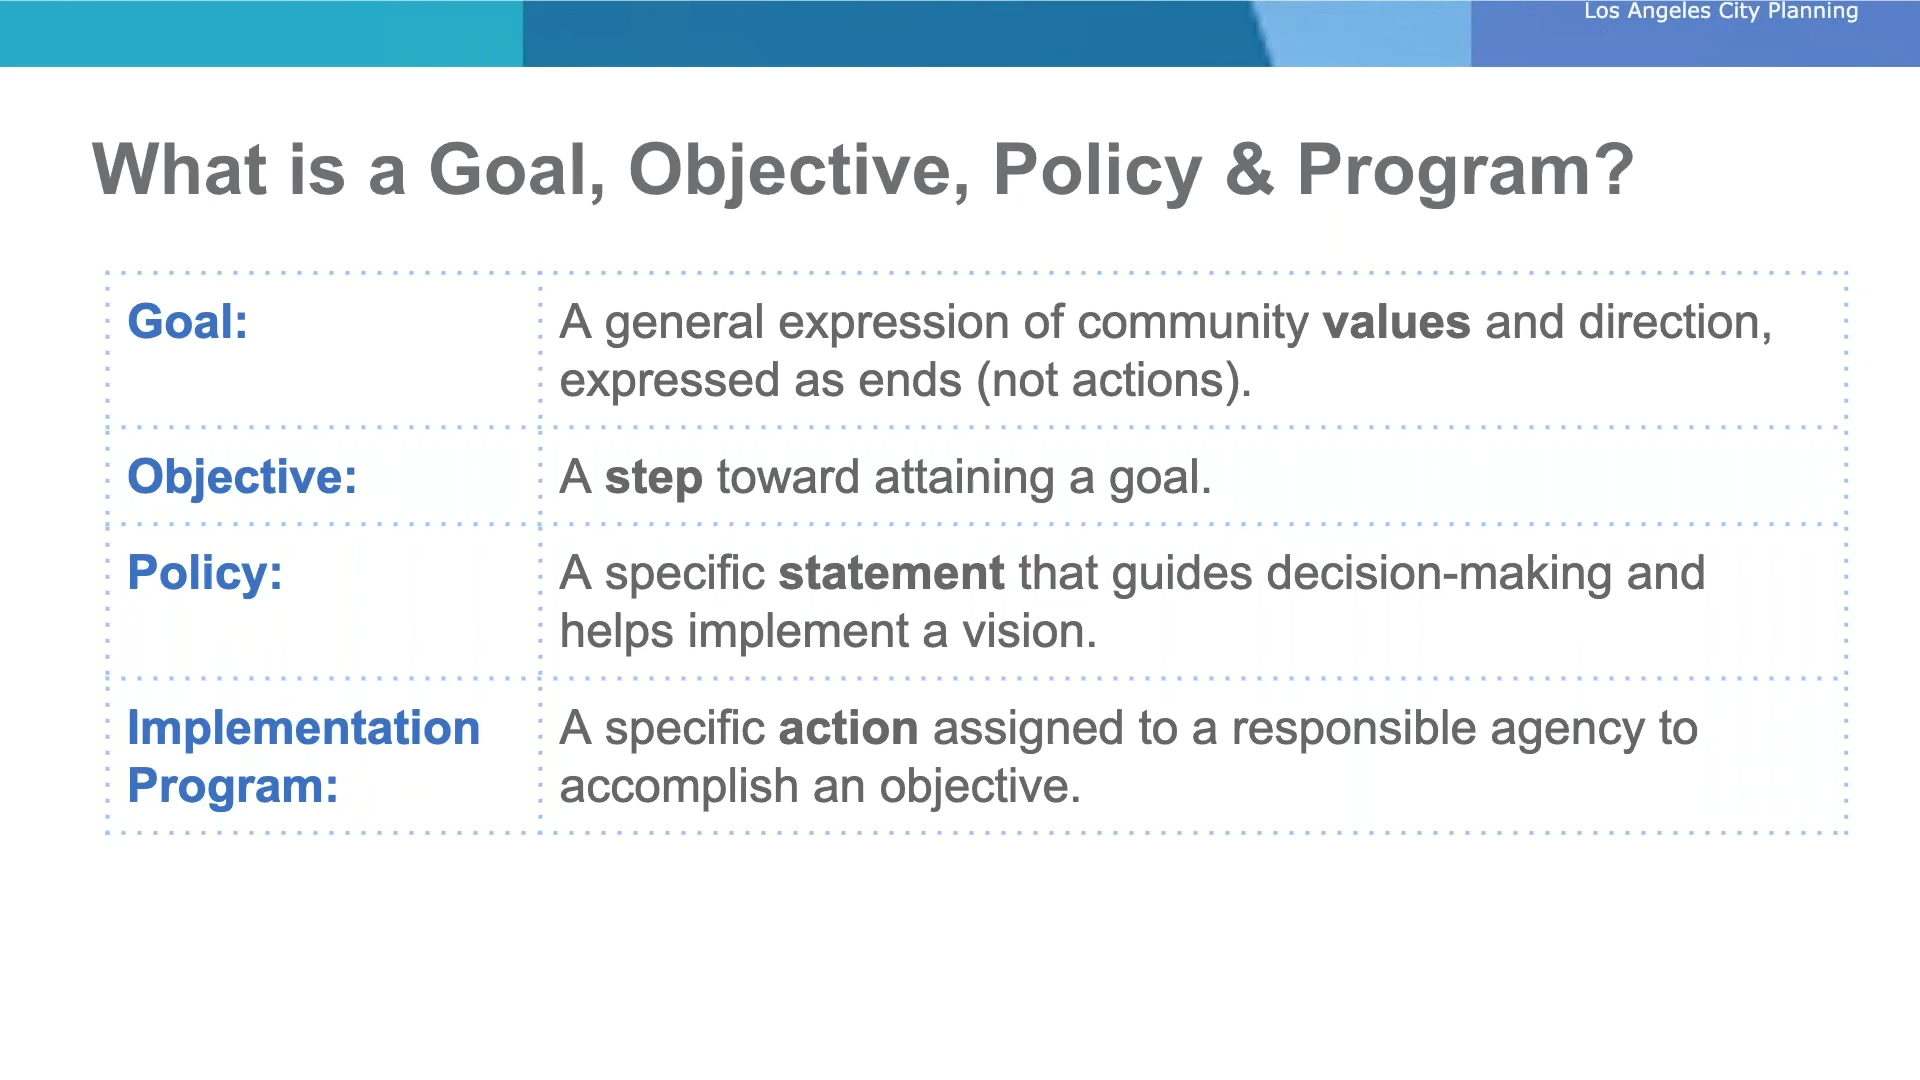 Los Angeles City Planning
What is a Goal, Objective, Policy & Program?
Goal:
A general expression of community values and direction,
expressed as ends (not actions).
Objective:
A step toward attaining a goal.
Policy:
A specific statement that guides decision-making and
helps implement a vision.
Implementation
Program:
A specific action assigned to a responsible agency to
accomplish an objective.